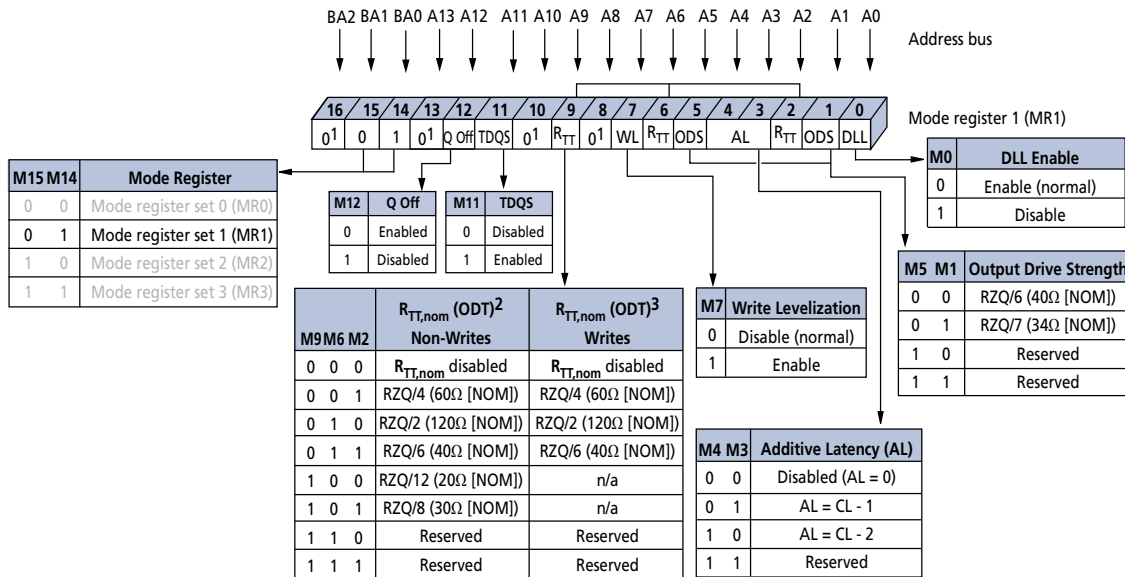 BA2 BA1 BA0 A13 A12 A11 A10 A9 A8 A7 A6 A5 A4 A3 A2 A1 A0
Address bus
16 15 14 13 12 11 10 9 8 7 6 5 4 3 2 1 0
0¹ 0 1 0¹ Q Off TDQS 0¹ R_TT 0¹ WL R_TT ODS AL R_TT ODS DLL
Mode register 1 (MR1)
M15 M14 Mode Register
0 0 Mode register set 0 (MR0)
0 1 Mode register set 1 (MR1)
1 0 Mode register set 2 (MR2)
1 1 Mode register set 3 (MR3)
M12 Q Off
0 Enabled
1 Disabled
M11 TDQS
0 Disabled
1 Enabled
M0 DLL Enable
0 Enable (normal)
1 Disable
M5 M1 Output Drive Strength
0 0 RZQ/6 (40Ω [NOM])
0 1 RZQ/7 (34Ω [NOM])
1 0 Reserved
1 1 Reserved
R_TT,nom (ODT)² R_TT,nom (ODT)³
M9 M6 M2 Non-Writes Writes
0 0 0 R_TT,nom disabled R_TT,nom disabled
0 0 1 RZQ/4 (60Ω [NOM]) RZQ/4 (60Ω [NOM])
0 1 0 RZQ/2 (120Ω [NOM]) RZQ/2 (120Ω [NOM])
0 1 1 RZQ/6 (40Ω [NOM]) RZQ/6 (40Ω [NOM])
1 0 0 RZQ/12 (20Ω [NOM]) n/a
1 0 1 RZQ/8 (30Ω [NOM]) n/a
1 1 0 Reserved Reserved
1 1 1 Reserved Reserved
M7 Write Levelization
0 Disable (normal)
1 Enable
M4 M3 Additive Latency (AL)
0 0 Disabled (AL = 0)
0 1 AL = CL - 1
1 0 AL = CL - 2
1 1 Reserved